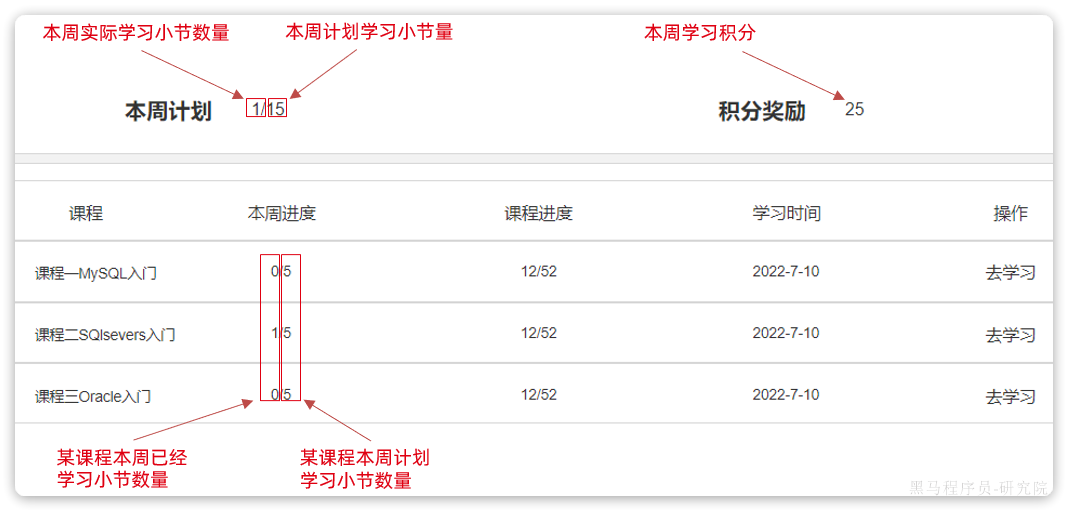 本周实际学习小节数量 本周计划学习小节量 本周学习积分
本周计划 1/15 积分奖励 25
课程 本周进度 课程进度 学习时间 操作
课程一MySQL入门 0/5 12/52 2022-7-10 去学习
课程二SQlsevers入门 1/5 12/52 2022-7-10 去学习
课程三Oracle入门 0/5 12/52 2022-7-10 去学习
某课程本周已经 某课程本周计划
学习小节数量 学习小节数量
黑马程序员-研究院